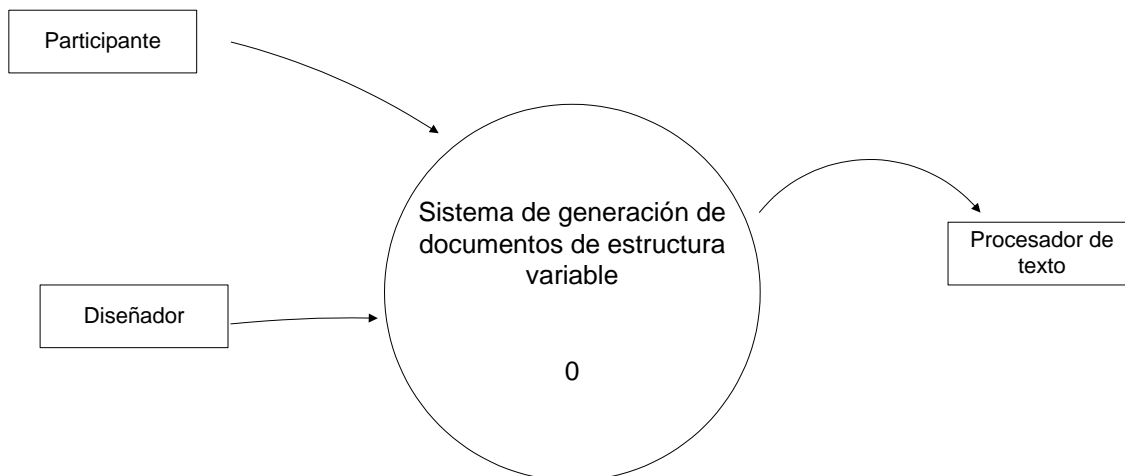 Participante
Sistema de generación de
documentos de estructura
variable
Procesador de
texto
Diseñador
0